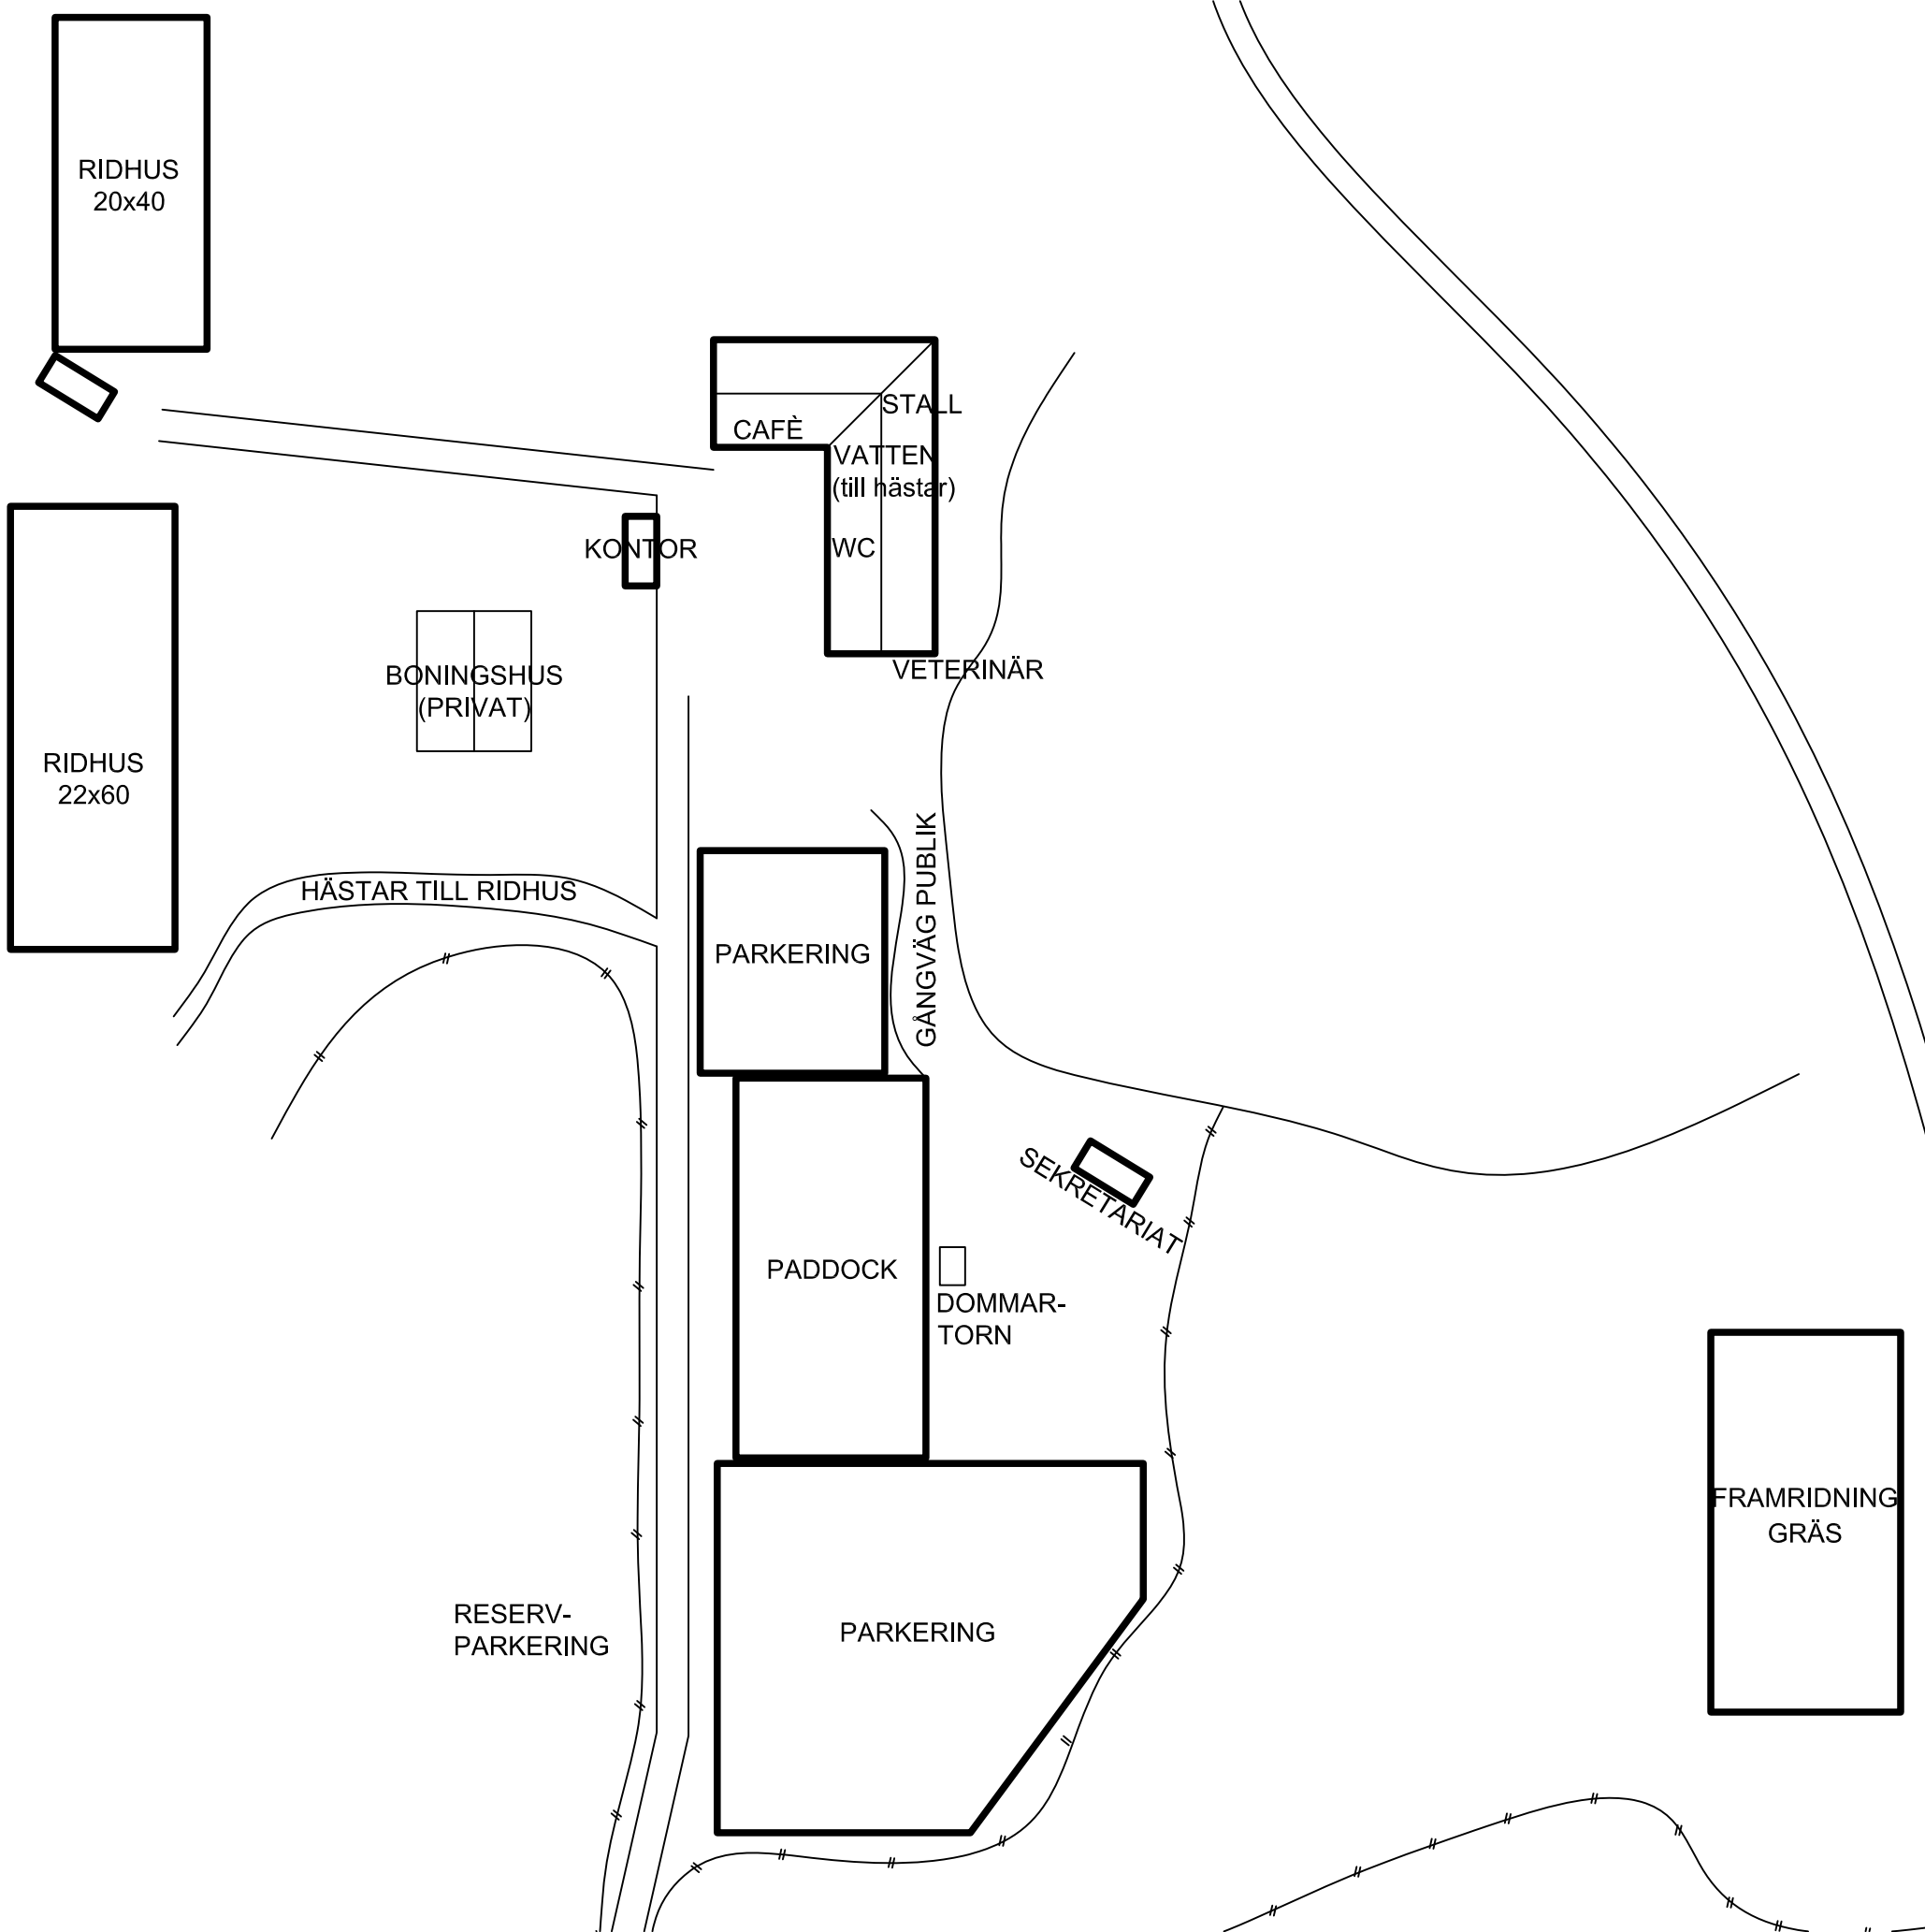 RIDHUS
20x40
STALL
CAFÈ
VATTEN
(till hästar)
KONTOR
WC
VETERINÄR
BONINGSHUS
(PRIVAT)
RIDHUS
22x60
HÄSTAR TILL RIDHUS
GÅNGVÄG PUBLIK
PARKERING
SEKRETARIAT
PADDOCK
DOMMAR-
TORN
FRAMRIDNING
GRÄS
RESERV-
PARKERING
PARKERING